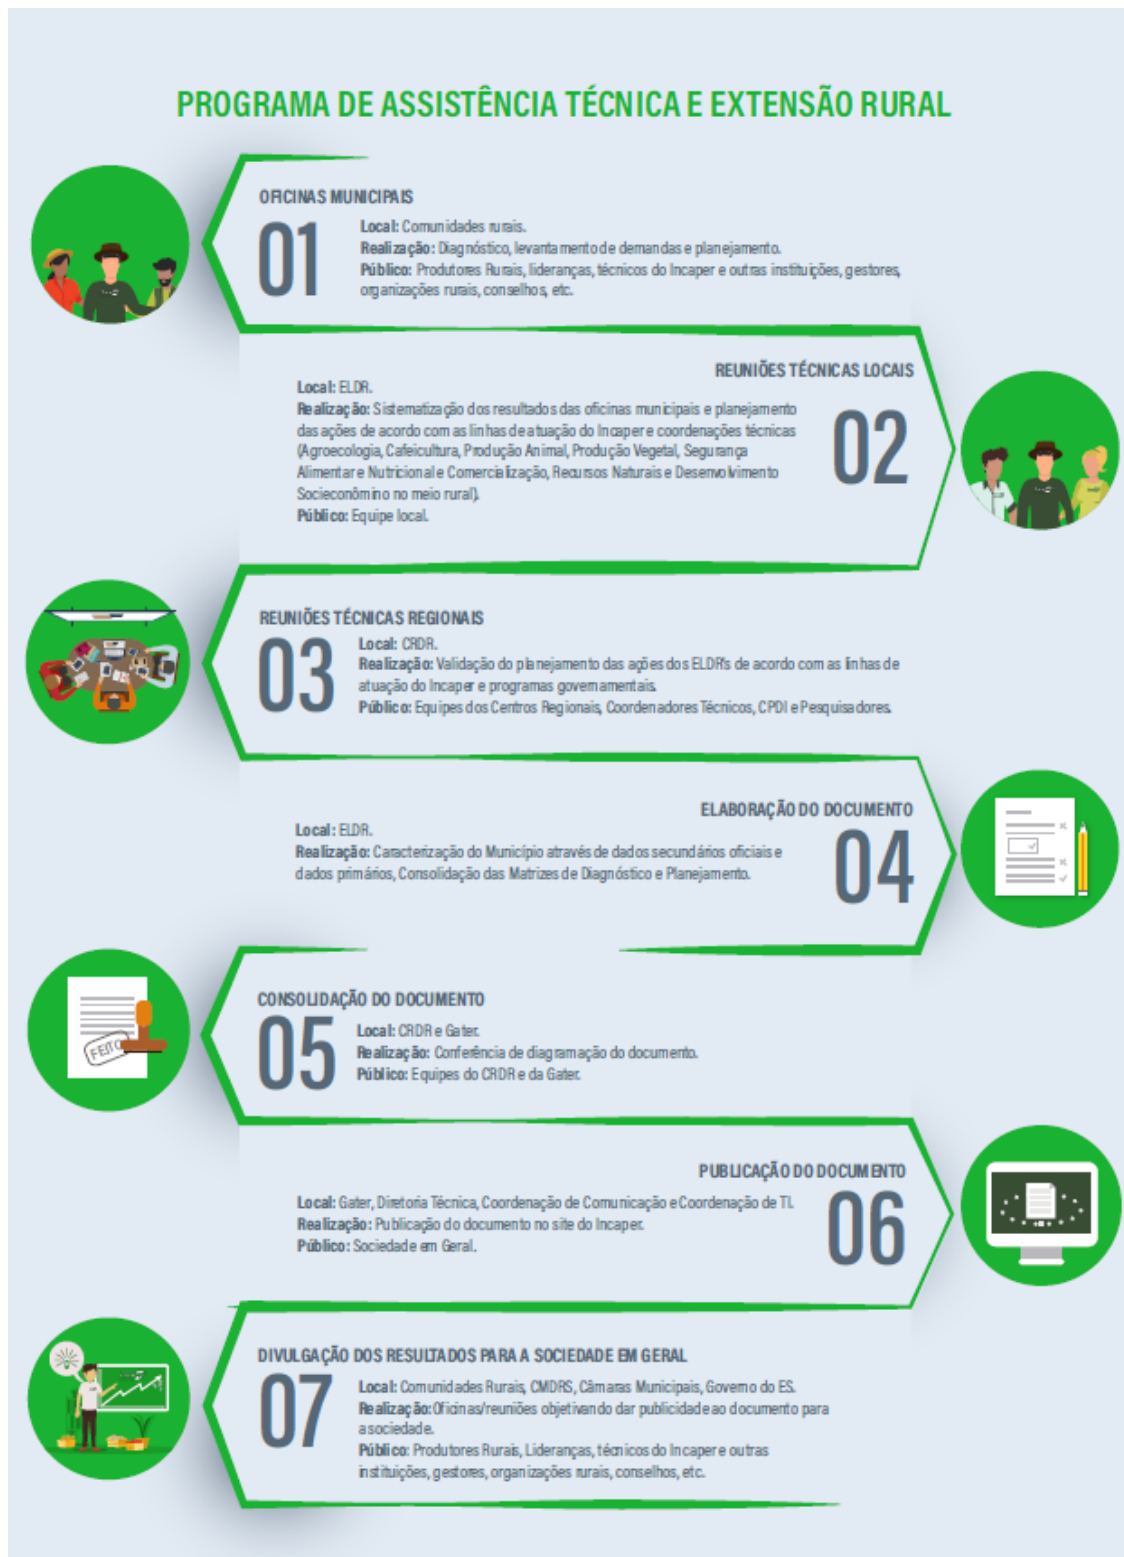 PROGRAMA DE ASSISTÊNCIA TÉCNICA E EXTENSÃO RURAL
OFICINAS MUNICIPAIS
01
Local: Comunidades rurais.
Realização: Diagnóstico, levantamento de demandas e planejamento.
Público: Produtores Rurais, lideranças, técnicos do Incaper e outras instituições, gestores,
organizações rurais, conselhos, etc.
REUNIÕES TÉCNICAS LOCAIS
02
Local: ELDR.
Realização: Sistematização dos resultados das oficinas municipais e planejamento
das ações de acordo com as linhas de atuação do Incaper e coordenações técnicas
(Agroecologia, Cafeicultura, Produção Animal, Produção Vegetal, Segurança
Alimentar e Nutricional e Comercialização, Recursos Naturais e Desenvolvimento
Socieconômino no meio rural).
Público: Equipe local.
REUNIÕES TÉCNICAS REGIONAIS
03
Local: CRDR.
Realização: Validação do planejamento das ações dos ELDR's de acordo com as linhas de
atuação do Incaper e programas governamentais.
Público: Equipes dos Centros Regionais, Coordenadores Técnicos, CPDI e Pesquisadores.
ELABORAÇÃO DO DOCUMENTO
04
Local: ELDR.
Realização: Caracterização do Município através de dados secundários oficiais e
dados primários, Consolidação das Matrizes de Diagnóstico e Planejamento.
CONSOLIDAÇÃO DO DOCUMENTO
05
Local: CRDR e Gater.
Realização: Conferência de diagramação do documento.
Público: Equipes do CRDR e da Gater.
FEITO
PUBLICAÇÃO DO DOCUMENTO
06
Local: Gater, Diretoria Técnica, Coordenação de Comunicação e Coordenação de TI.
Realização: Publicação do documento no site do Incaper.
Público: Sociedade em Geral.
DIVULGAÇÃO DOS RESULTADOS PARA A SOCIEDADE EM GERAL
07
Local: Comunidades Rurais, CMDRS, Câmaras Municipais, Governo do ES.
Realização: Oficinas/reuniões objetivando dar publicidade ao documento para
a sociedade.
Público: Produtores Rurais, Lideranças, técnicos do Incaper e outras
instituições, gestores, organizações rurais, conselhos, etc.